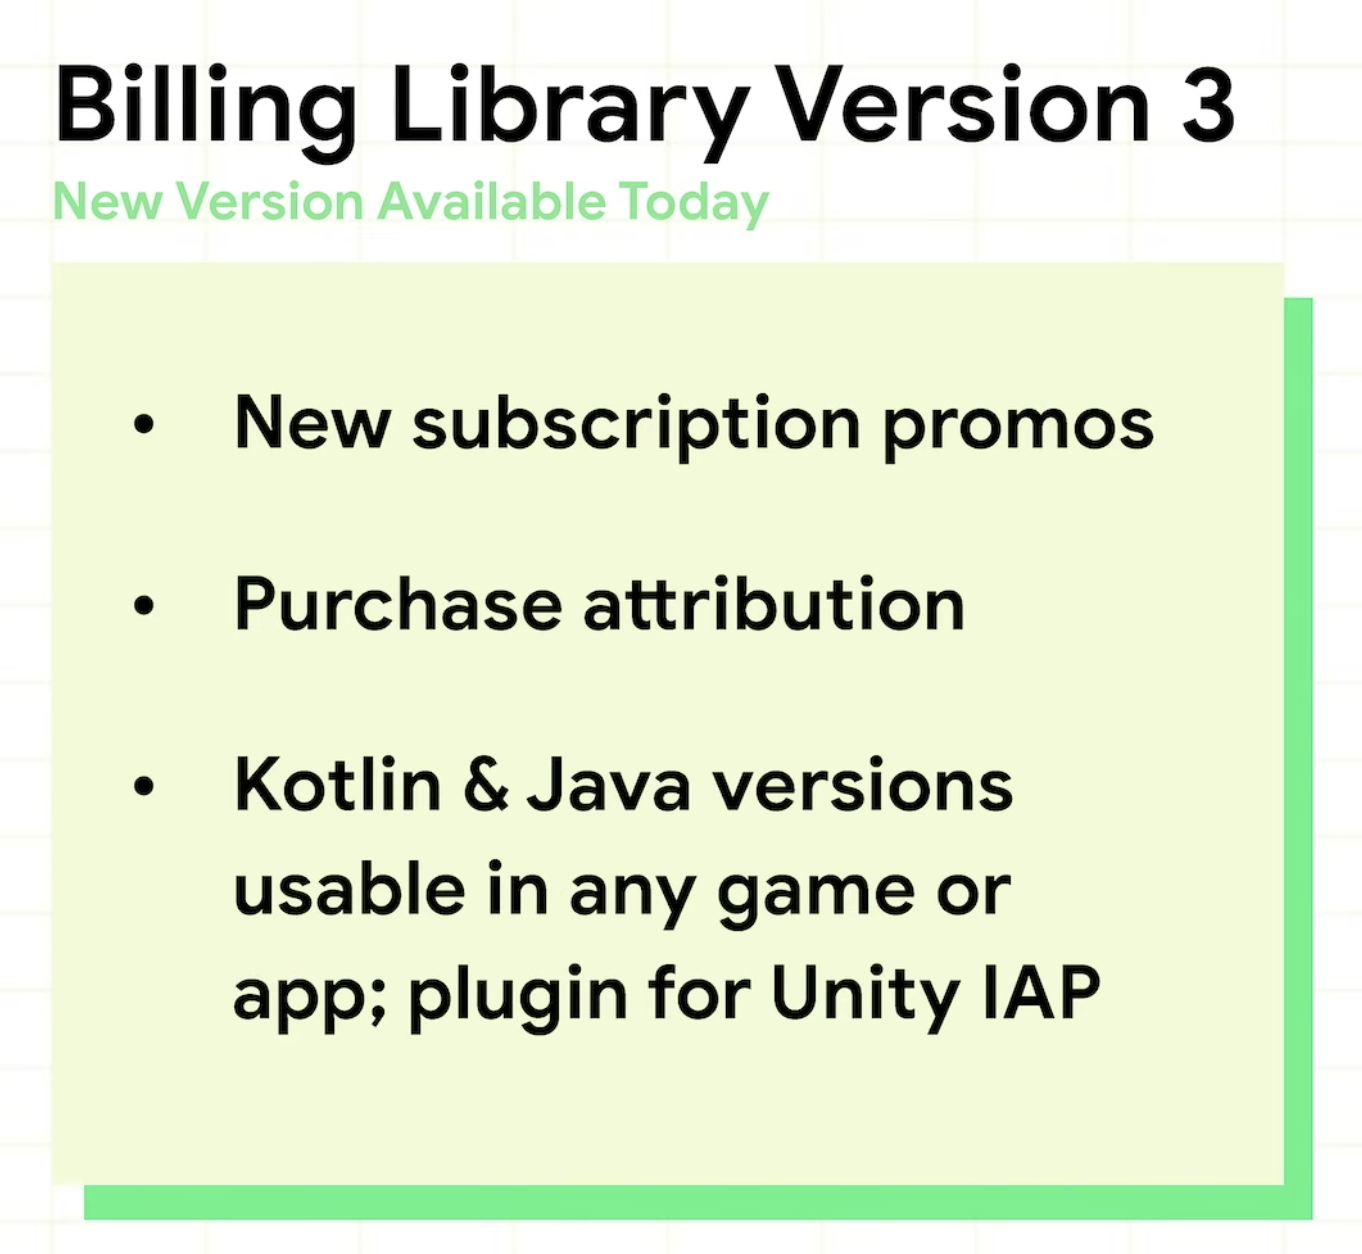 Billing Library Version 3
New Version Available Today
• New subscription promos
• Purchase attribution
• Kotlin & Java versions
usable in any game or
app; plugin for Unity IAP